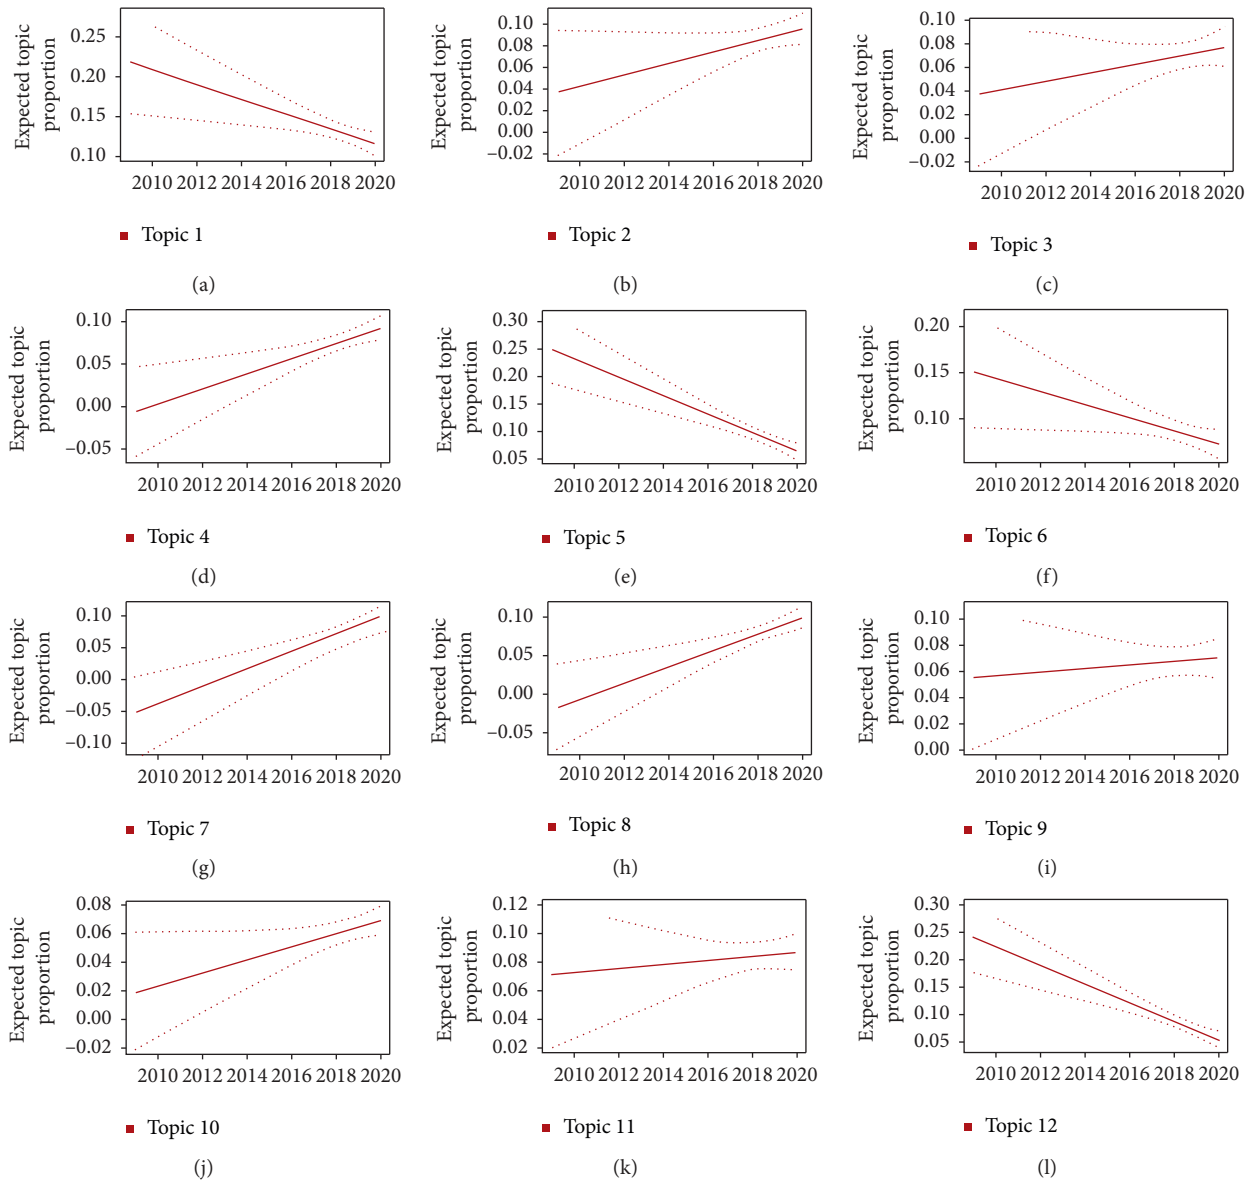 Expected topic
proportion
0.25
0.20
0.15
0.10
2010 2012 2014 2016 2018 2020
Topic 1
(a)
Expected topic
proportion
0.10
0.08
0.06
0.04
0.02
0.00
−0.02
2010 2012 2014 2016 2018 2020
Topic 2
(b)
Expected topic
proportion
0.10
0.08
0.06
0.04
0.02
0.00
−0.02
2010 2012 2014 2016 2018 2020
Topic 3
(c)
Expected topic
proportion
0.10
0.05
0.00
−0.05
2010 2012 2014 2016 2018 2020
Topic 4
(d)
Expected topic
proportion
0.30
0.25
0.20
0.15
0.10
0.05
2010 2012 2014 2016 2018 2020
Topic 5
(e)
Expected topic
proportion
0.20
0.15
0.10
2010 2012 2014 2016 2018 2020
Topic 6
(f)
Expected topic
proportion
0.10
0.05
0.00
−0.05
−0.10
2010 2012 2014 2016 2018 2020
Topic 7
(g)
Expected topic
proportion
0.10
0.05
0.00
−0.05
2010 2012 2014 2016 2018 2020
Topic 8
(h)
Expected topic
proportion
0.10
0.08
0.06
0.04
0.02
0.00
2010 2012 2014 2016 2018 2020
Topic 9
(i)
Expected topic
proportion
0.08
0.06
0.04
0.02
0.00
−0.02
2010 2012 2014 2016 2018 2020
Topic 10
(j)
Expected topic
proportion
0.12
0.10
0.08
0.06
0.04
0.02
2010 2012 2014 2016 2018 2020
Topic 11
(k)
Expected topic
proportion
0.30
0.25
0.20
0.15
0.10
0.05
2010 2012 2014 2016 2018 2020
Topic 12
(l)